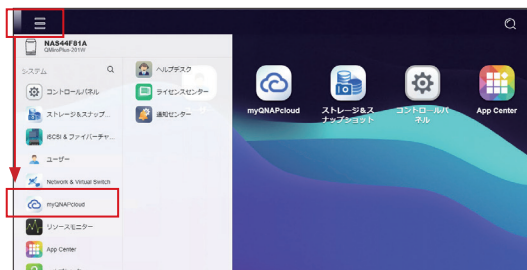 NAS44F81A
QMiroPlus-201W
システム
コントロールパネル
ストレージ&スナップ...
iSCSI & ファイバーチャ...
ユーザー
Network & Virtual Switch
myQNAPcloud
リソースモニター
App Center
ヘルプデスク
ライセンスセンター
通知センター
myQNAPcloud
ストレージ&ス
ナップショット
コントロールパ
ネル
App Center